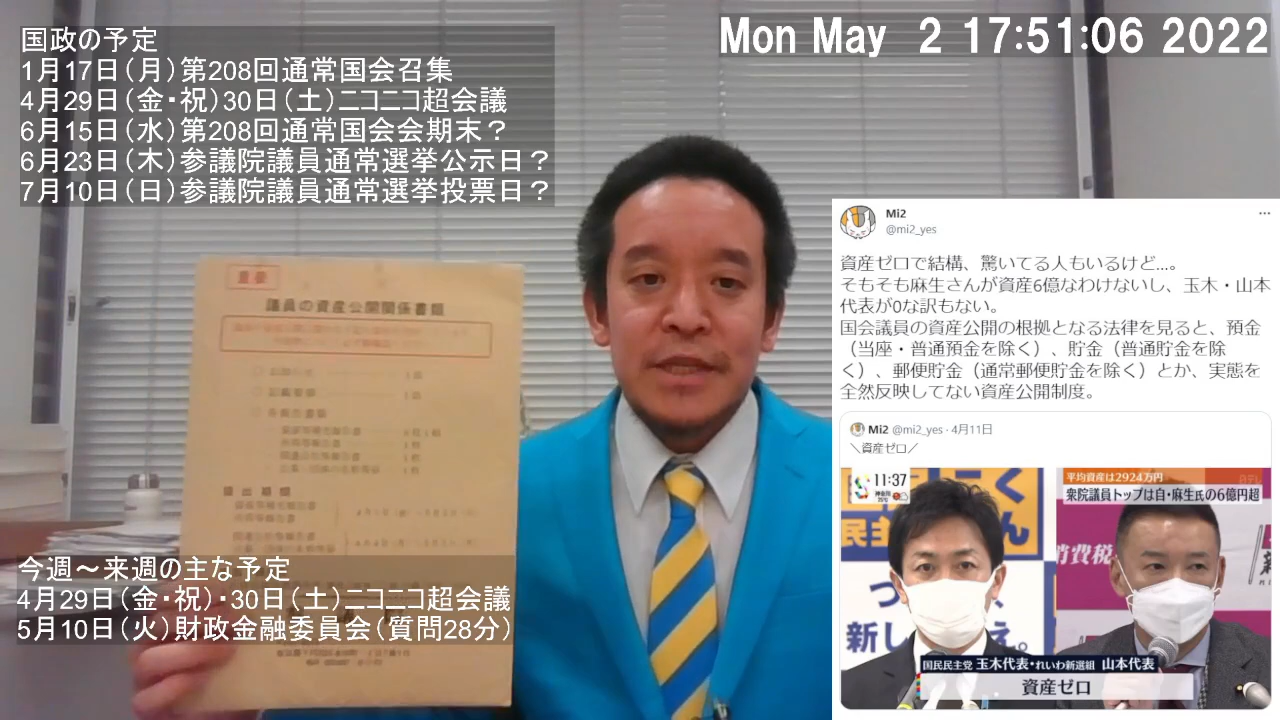 国政の予定
1月17日(月)第208回通常国会召集
4月29日(金・祝)30日(土)ニコニコ超会議
6月15日(水)第208回通常国会会期末?
6月23日(木)参議院議員通常選挙公示日?
7月10日(日)参議院議員通常選挙投票日?
Mon May 2 17:51:06 2022
Mi2
@mi2_yes
資産ゼロで結構、驚いてる人もいるけど...。
そもそも麻生さんが資産6億なわけないし、玉木・山本
代表が0な訳もない。
国会議員の資産公開の根拠となる法律を見ると、預金
(当座・普通預金を除く)、貯金(普通貯金を除
く)、郵便貯金(通常郵便貯金を除く)とか、実態を
全然反映してない資産公開制度。
Mi2 @mi2_yes・4月11日
\資産ゼロ/
11:37
平均資産は2924万円
衆院議員トップは自・麻生氏の6億円超
消費税
国民民主党 玉木代表・れいわ新選組 山本代表
資産ゼロ
重要
議員の資産公開関係書類
提出期間
今週~来週の主な予定
4月29日(金・祝)・30日(土)ニコニコ超会議
5月10日(火)財政金融委員会(質問28分)